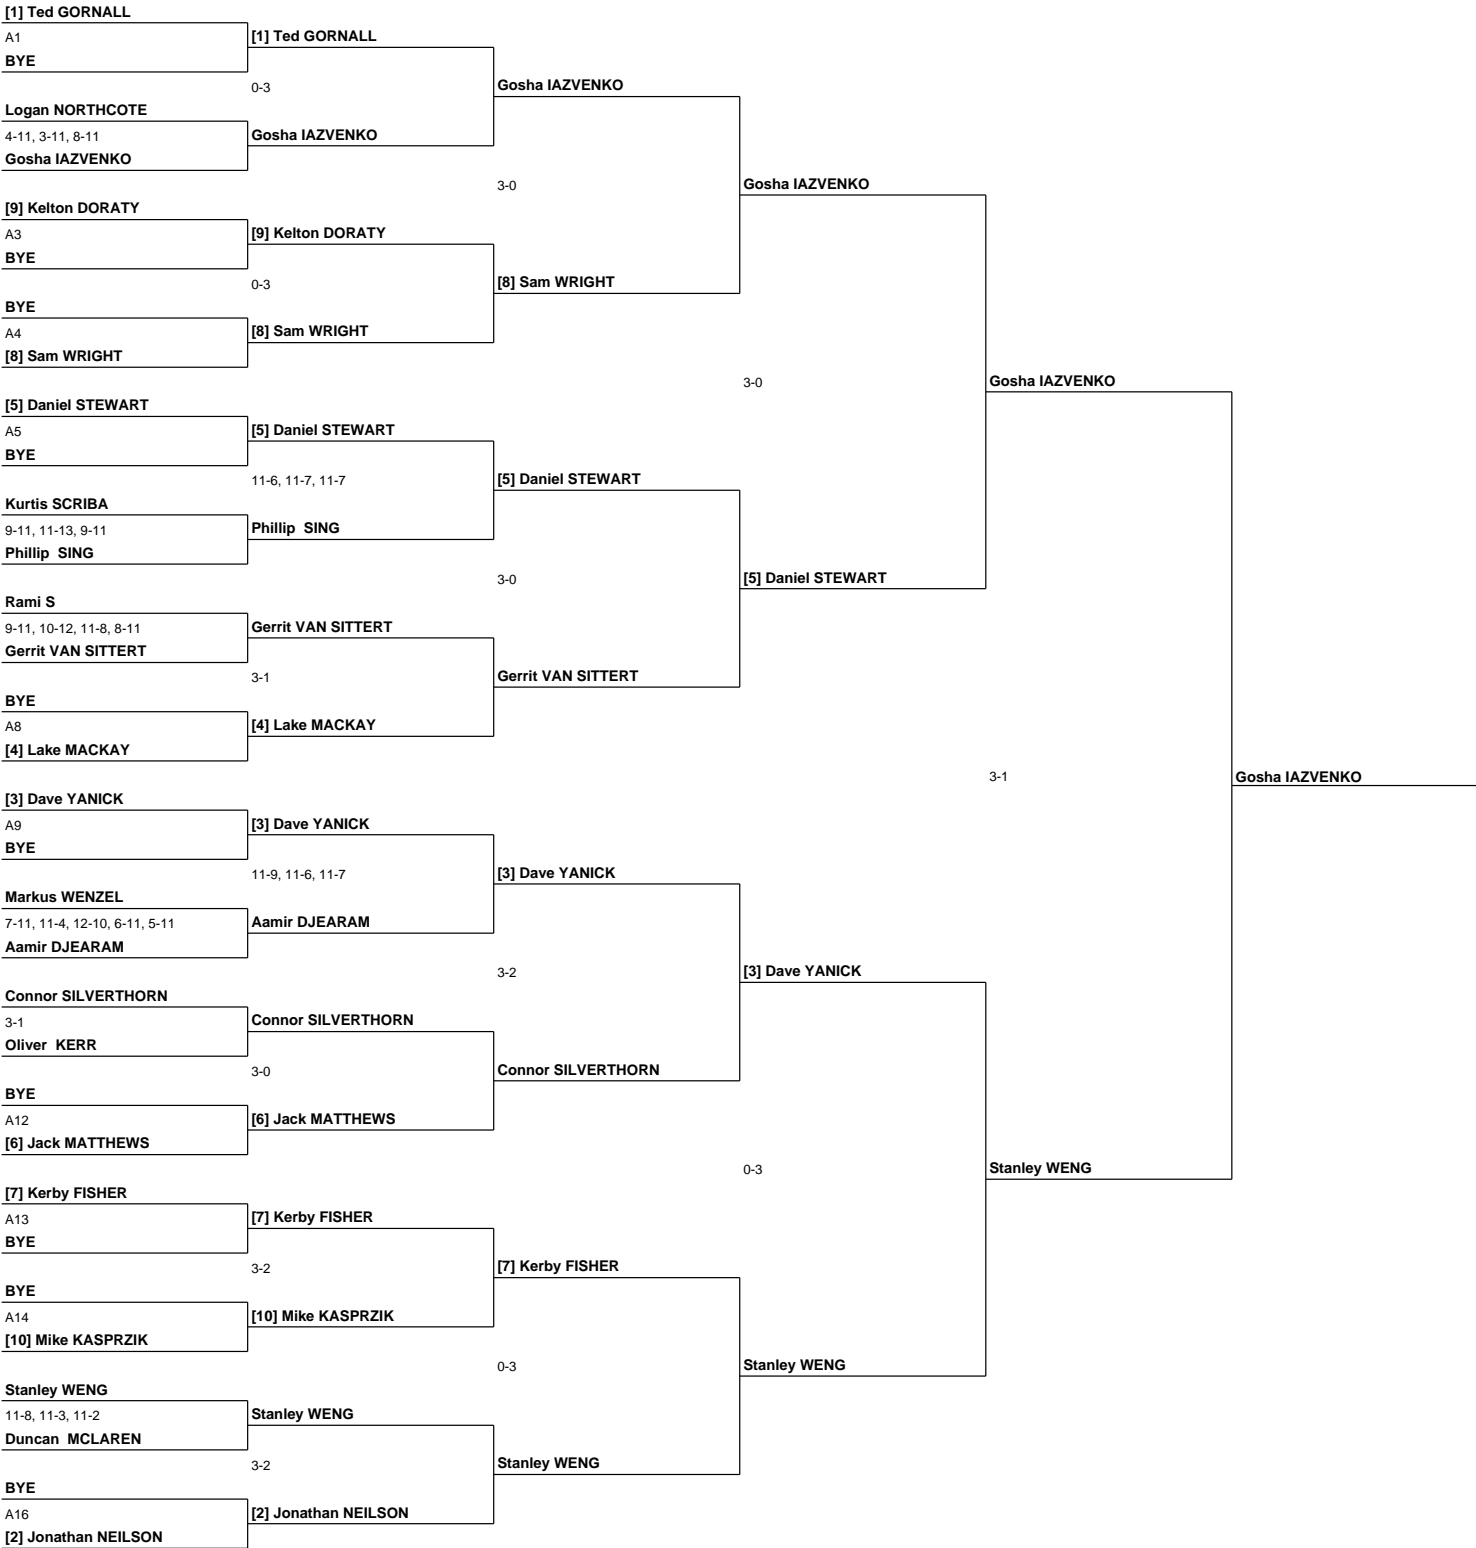 [1] Ted GORNALL
A1
BYE
Logan NORTHCOTE
4-11, 3-11, 8-11
Gosha IAZVENKO
[9] Kelton DORATY
A3
BYE
BYE
A4
[8] Sam WRIGHT
[5] Daniel STEWART
A5
BYE
Kurtis SCRIBA
9-11, 11-13, 9-11
Phillip  SING
Rami S
9-11, 10-12, 11-8, 8-11
Gerrit VAN SITTERT
BYE
A8
[4] Lake MACKAY
[3] Dave YANICK
A9
BYE
Markus WENZEL
7-11, 11-4, 12-10, 6-11, 5-11
Aamir DJEARAM
Connor SILVERTHORN
3-1
Oliver  KERR
BYE
A12
[6] Jack MATTHEWS
[7] Kerby FISHER
A13
BYE
BYE
A14
[10] Mike KASPRZIK
Stanley WENG
11-8, 11-3, 11-2
Duncan  MCLAREN
BYE
A16
[2] Jonathan NEILSON
[1] Ted GORNALL
0-3
Gosha IAZVENKO
[9] Kelton DORATY
0-3
[8] Sam WRIGHT
[5] Daniel STEWART
11-6, 11-7, 11-7
Phillip  SING
Gerrit VAN SITTERT
3-1
[4] Lake MACKAY
[3] Dave YANICK
11-9, 11-6, 11-7
Aamir DJEARAM
Connor SILVERTHORN
3-0
[6] Jack MATTHEWS
[7] Kerby FISHER
3-2
[10] Mike KASPRZIK
Stanley WENG
3-2
[2] Jonathan NEILSON
Gosha IAZVENKO
3-0
[8] Sam WRIGHT
[5] Daniel STEWART
3-0
Gerrit VAN SITTERT
[3] Dave YANICK
3-2
Connor SILVERTHORN
[7] Kerby FISHER
0-3
Stanley WENG
Gosha IAZVENKO
3-0
[5] Daniel STEWART
[3] Dave YANICK
0-3
Stanley WENG
Gosha IAZVENKO
3-1
Stanley WENG
Gosha IAZVENKO